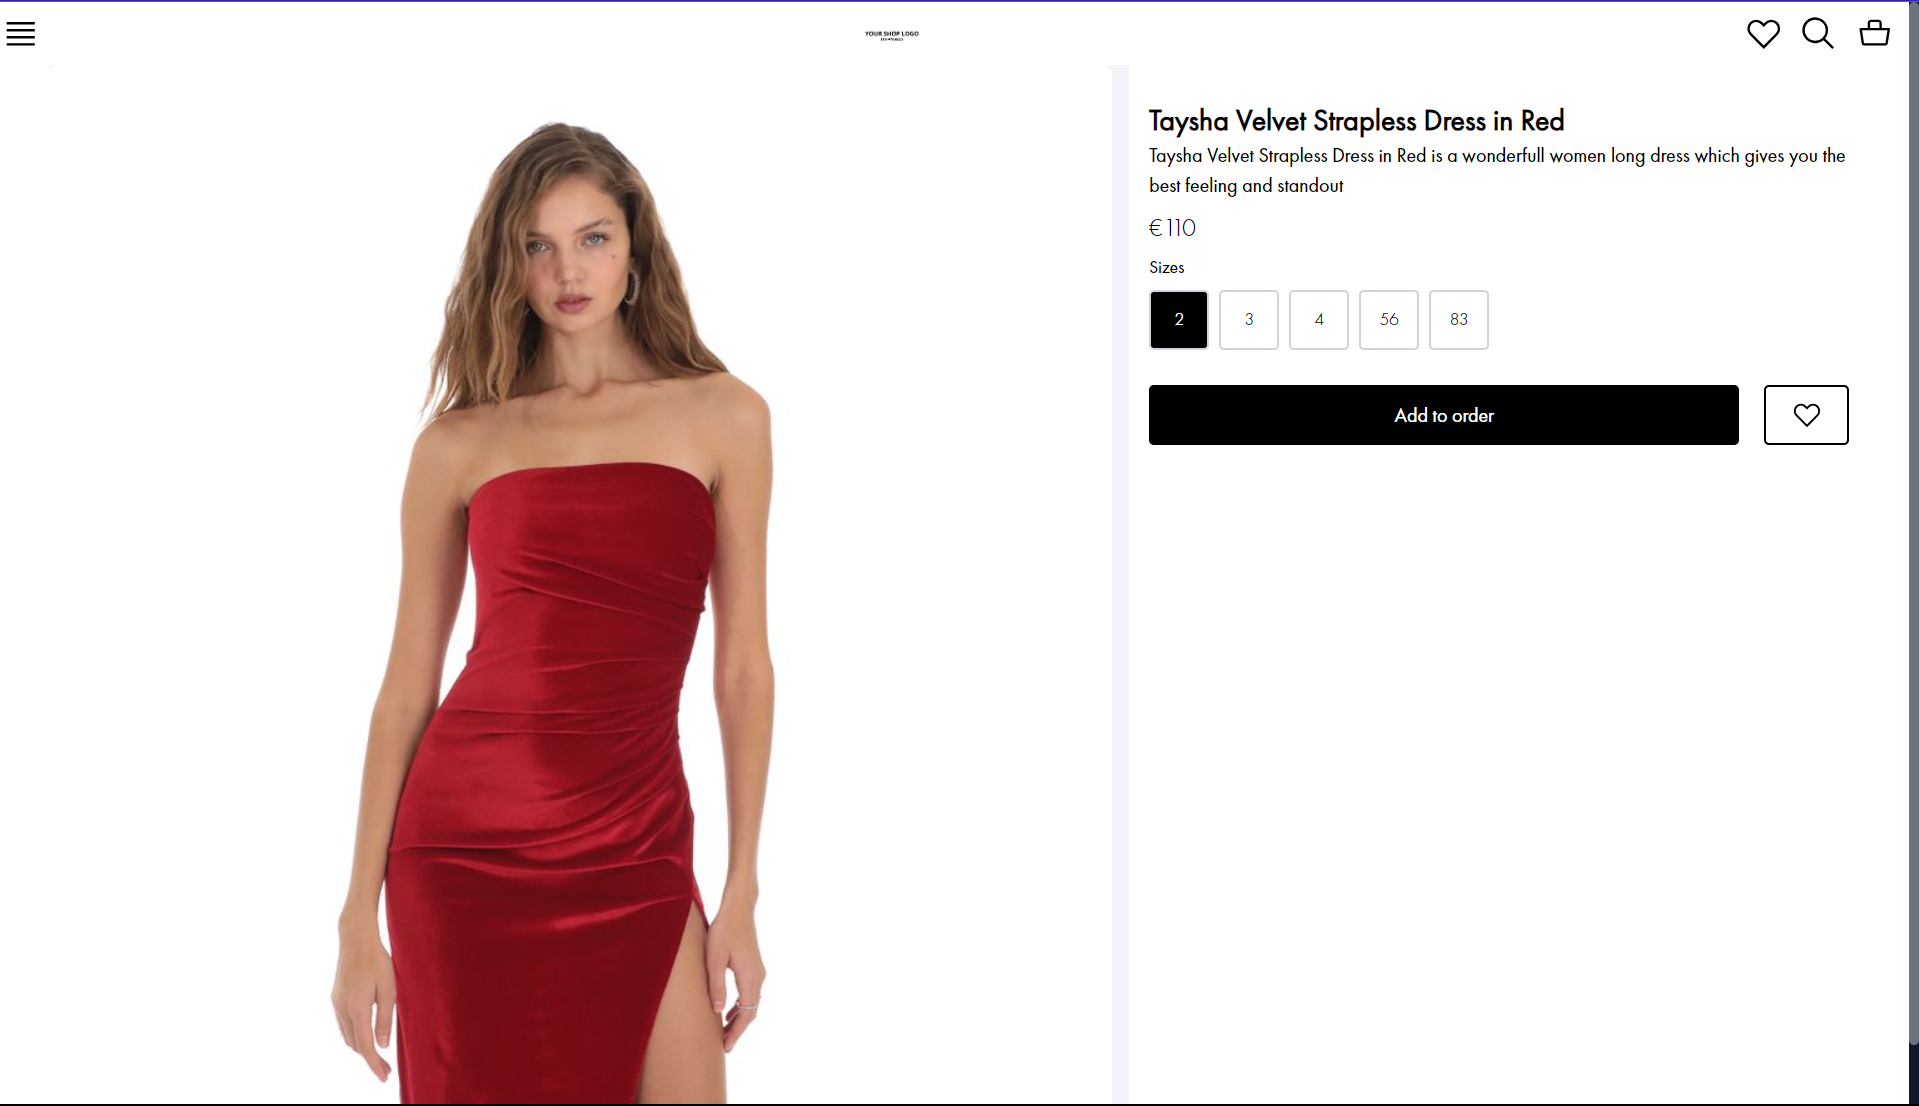 YOUR SHOP LOGO
LOS ANGELES
Taysha Velvet Strapless Dress in Red
Taysha Velvet Strapless Dress in Red is a wonderfull women long dress which gives you the
best feeling and standout
€110
Sizes
2 3 4 56 83
Add to order